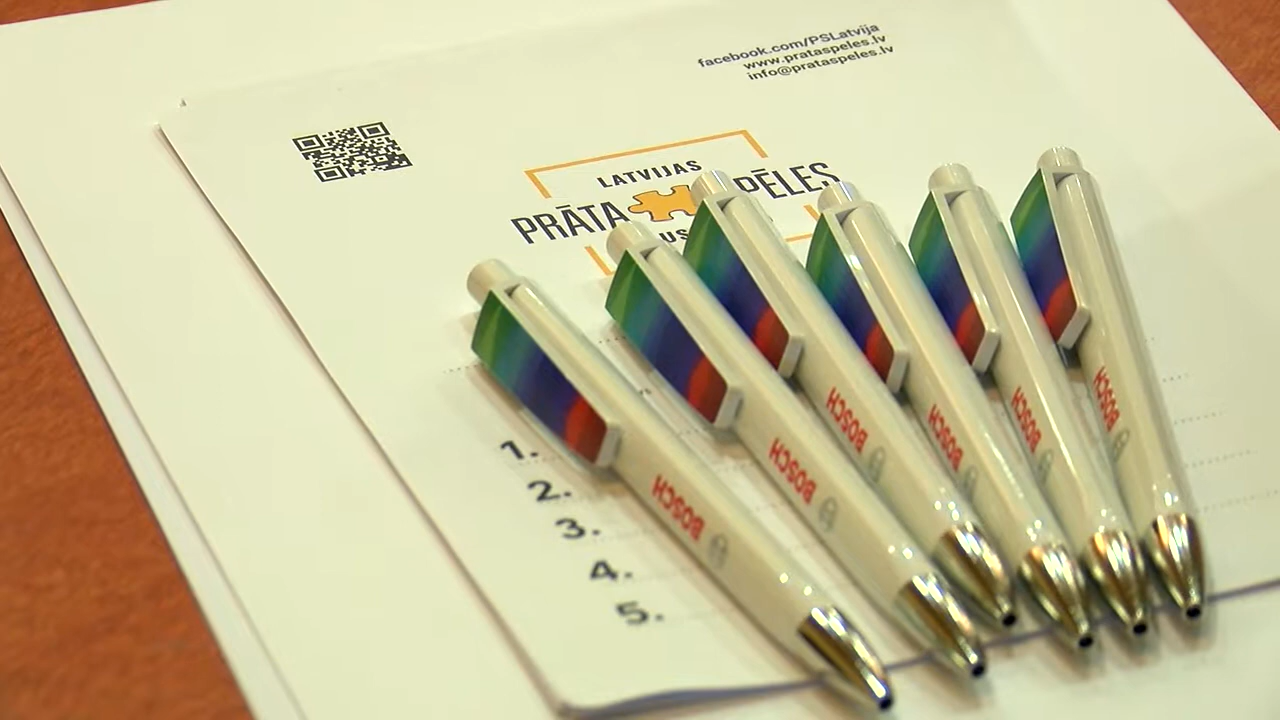 facebook.com/PSLatvija
www.prataspeles.lv
info@prataspeles.lv
LATVIJAS
PRĀTA SPĒLES
1.
2.
3.
4.
5.
BOSCH
BOSCH
BOSCH
BOSCH
BOSCH
BOSCH